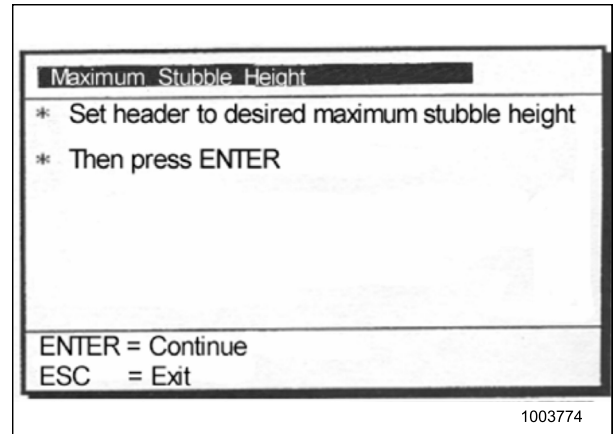 Maximum Stubble Height
* Set header to desired maximum stubble height
* Then press ENTER
ENTER = Continue
ESC = Exit
1003774